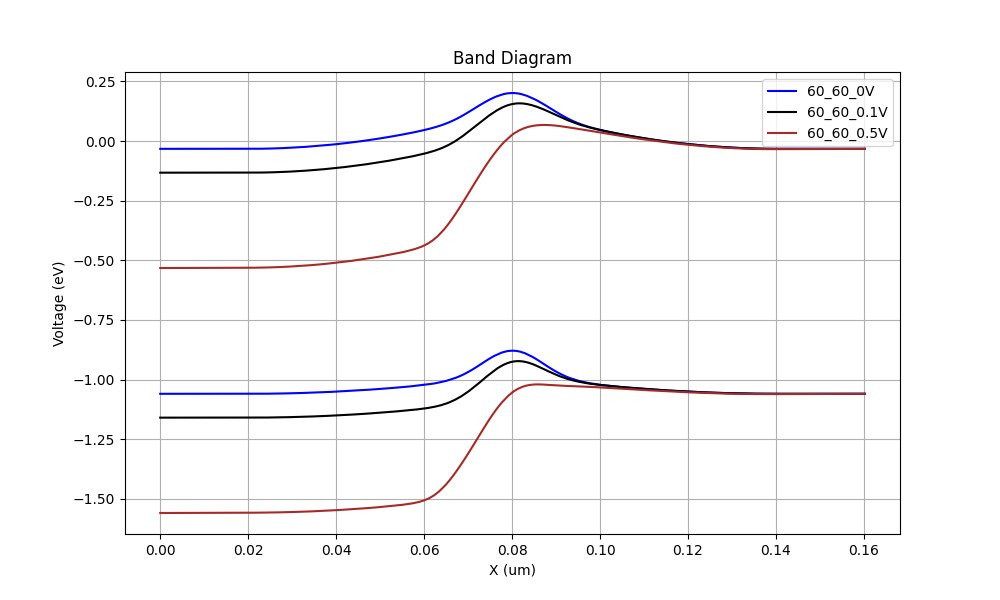 Band Diagram
60_60_0V
60_60_0.1V
60_60_0.5V
Voltage (eV)
0.25
0.00
−0.25
−0.50
−0.75
−1.00
−1.25
−1.50
0.00 0.02 0.04 0.06 0.08 0.10 0.12 0.14 0.16
X (um)